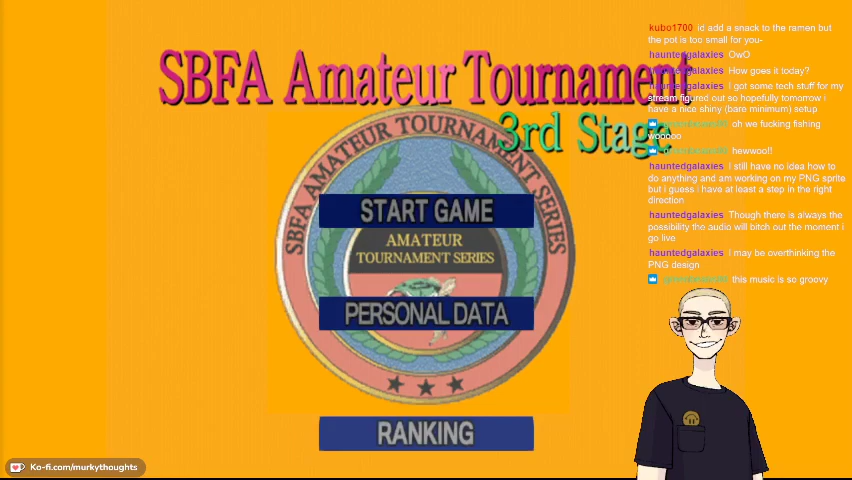 SBFA Amateur Tournament
3rd Stage
SBFA AMATEUR TOURNAMENT SERIES
START GAME
AMATEUR
TOURNAMENT SERIES
PERSONAL DATA
RANKING
Ko-fi.com/murkythoughts
kubo1700 id add a snack to the ramen but
the pot is too small for you-
hauntedgalaxies OwO
hauntedgalaxies How goes it today?
hauntedgalaxies I got some tech stuff for my
stream figured out so hopefully tomorrow i
have a nice shiny (bare minimum) setup
oh we fucking fishing
wooooo
hewwoo!!
hauntedgalaxies I still have no idea how to
do anything and am working on my PNG sprite
but i guess i have at least a step in the right
direction
hauntedgalaxies Though there is always the
possibility the audio will bitch out the moment i
go live
hauntedgalaxies I may be overthinking the
PNG design
this music is so groovy